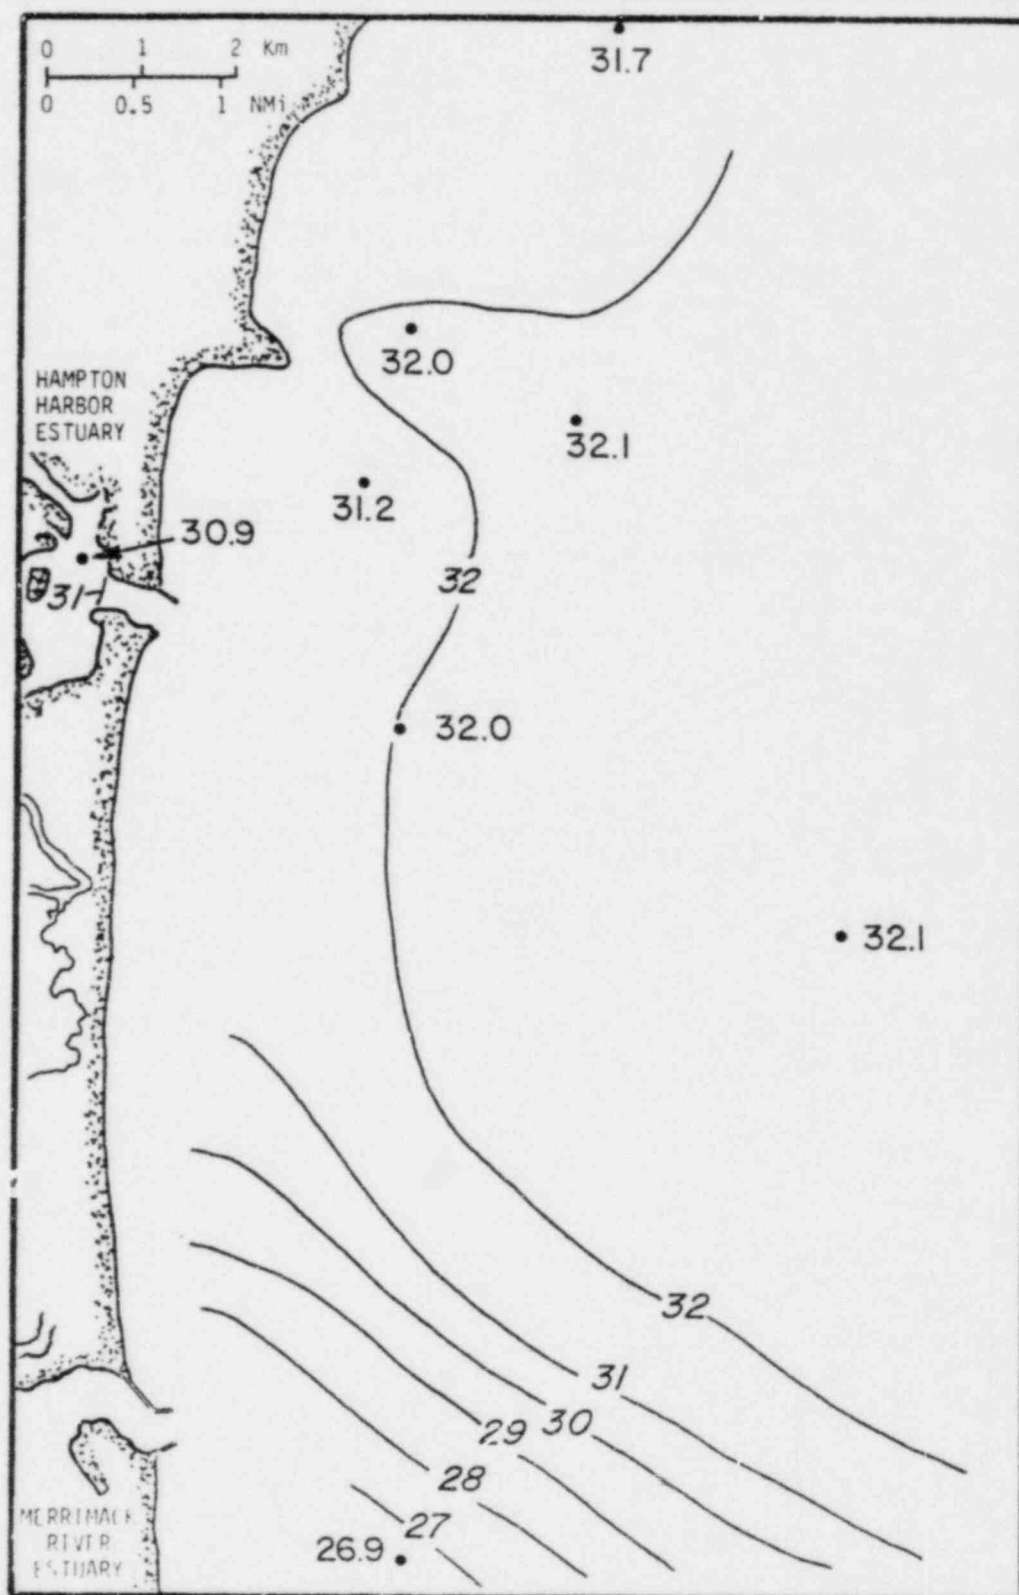 0 1 2 Km
0 0.5 1 NMi
31.7
32.0
HAMPTON
HARBOR
ESTUARY
32.1
31.2
30.9
32
31
32.0
32.1
32
31
30
29
28
27
26.9
MERRIMACK
RIVER
ESTUARY